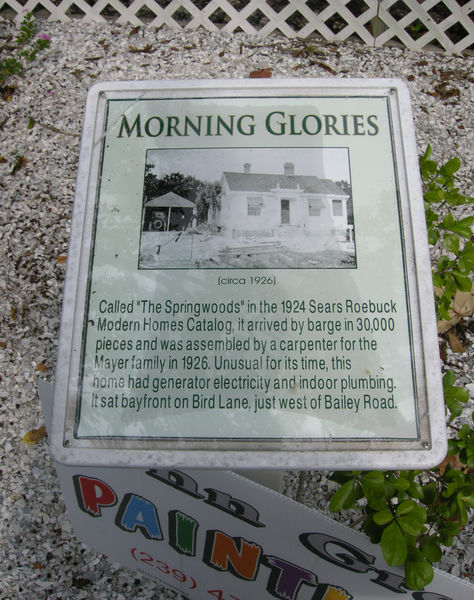 MORNING GLORIES
(circa 1926)
Called "The Springwoods" in the 1924 Sears Roebuck
Modern Homes Catalog, it arrived by barge in 30,000
pieces and was assembled by a carpenter for the
Mayer family in 1926. Unusual for its time, this
home had generator electricity and indoor plumbing.
It sat bayfront on Bird Lane, just west of Bailey Road.
PAINT
(239)